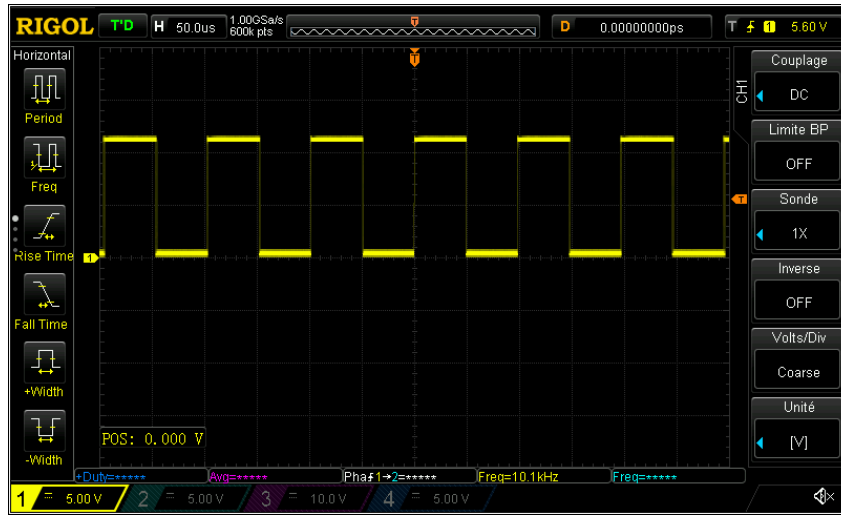 RIGOL T'D H 50.0us 1.00GSa/s 600k pts D 0.00000000ps T 1 5.60 V
Horizontal
Period
Freq
Rise Time
Fall Time
+Width
-Width
T
T
1
POS: 0.000 V
CH1
Couplage
DC
Limite BP
OFF
Sonde
1X
Inverse
OFF
Volts/Div
Coarse
Unité
[V]
+Duty=***** Avg=***** Pha1→2=***** Freq=10.1kHz Freq=*****
1 = 5.00 V 2 = 5.00 V 3 = 10.0 V 4 = 5.00 V